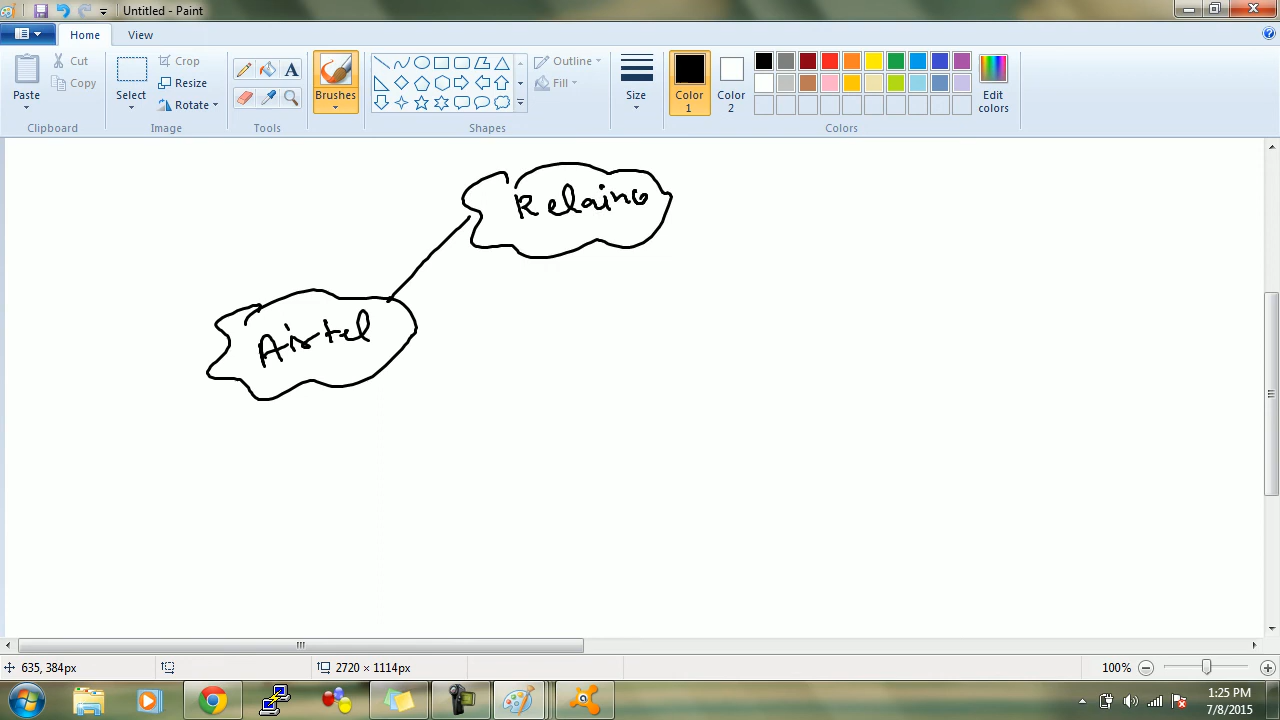 Untitled - Paint
Home View
Paste
Cut
Copy
Clipboard
Select
Crop
Resize
Rotate
Image
Tools
Brushes
Outline
Fill
Shapes
Size
Color 1
Color 2
Edit colors
Colors
Relaino
Airtel
635, 384px
2720 × 1114px
100%
1:25 PM
7/8/2015